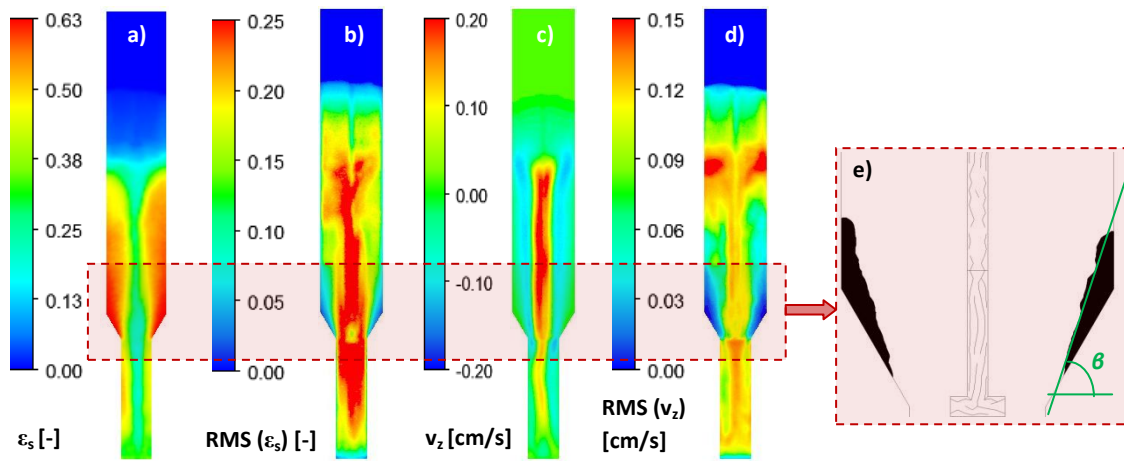 a)
0.63
0.50
0.38
0.25
0.13
0.00
εs [-]
b)
0.25
0.20
0.15
0.10
0.05
0.00
RMS (εs) [-]
c)
0.20
0.10
0.00
-0.10
-0.20
vz [cm/s]
d)
0.15
0.12
0.09
0.06
0.03
0.00
RMS (vz)
[cm/s]
e)
β